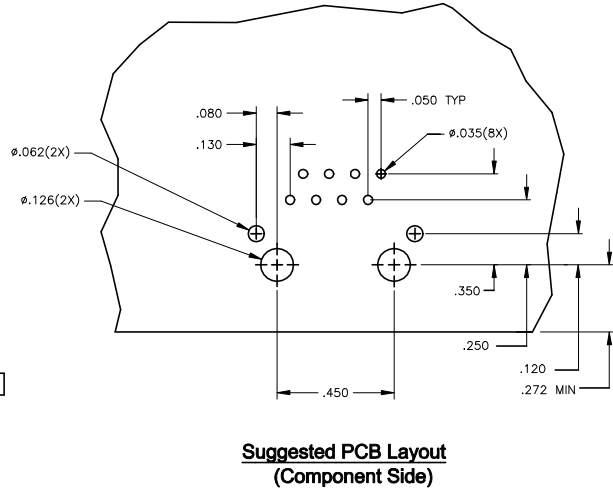 .050 TYP
.080
ø.035(8X)
.130
ø.062(2X)
ø.126(2X)
.350
.250
.120
.272 MIN
.450
Suggested PCB Layout
(Component Side)